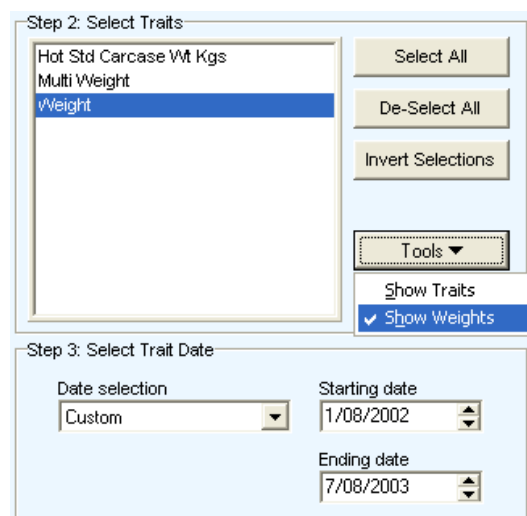 Step 2: Select Traits
Hot Std Carcase Wt Kgs
Multi Weight
Weight
Select All
De-Select All
Invert Selections
Tools
Show Traits
Show Weights
Step 3: Select Trait Date
Date selection
Custom
Starting date
1/08/2002
Ending date
7/08/2003